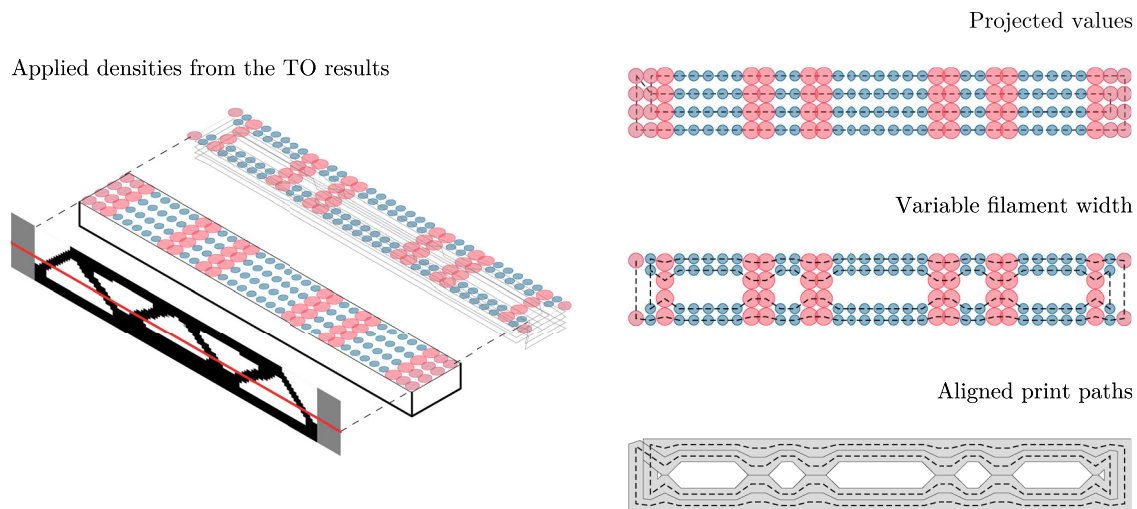 Applied densities from the TO results
Projected values
Variable filament width
Aligned print paths